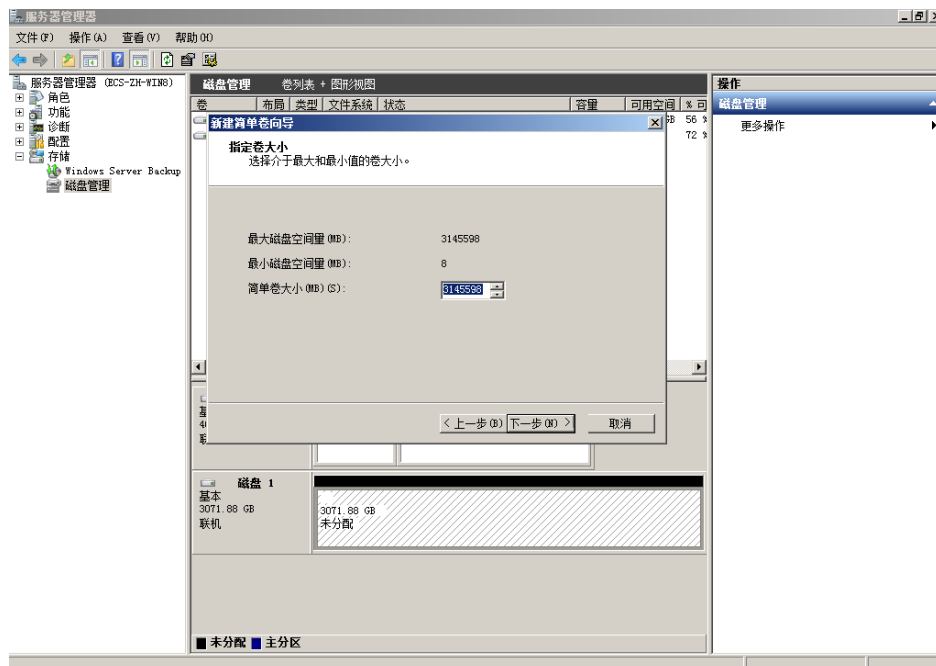 服务器管理器
文件(F) 操作(A) 查看(V) 帮助(H)
服务器管理器 (ECS-ZH-WIN8)
角色
功能
诊断
配置
存储
Windows Server Backup
磁盘管理
磁盘管理 卷列表 + 图形视图
卷 布局 类型 文件系统 状态 容量 可用空间 % 可
56 %
72 %
新建简单卷向导
指定卷大小
选择介于最大和最小值的卷大小。
最大磁盘空间量(MB): 3145598
最小磁盘空间量(MB): 8
简单卷大小(MB)(S): 3145598
< 上一步(B) 下一步(N) > 取消
磁盘 1
基本
3071.88 GB
联机
3071.88 GB
未分配
未分配 主分区
操作
磁盘管理
更多操作